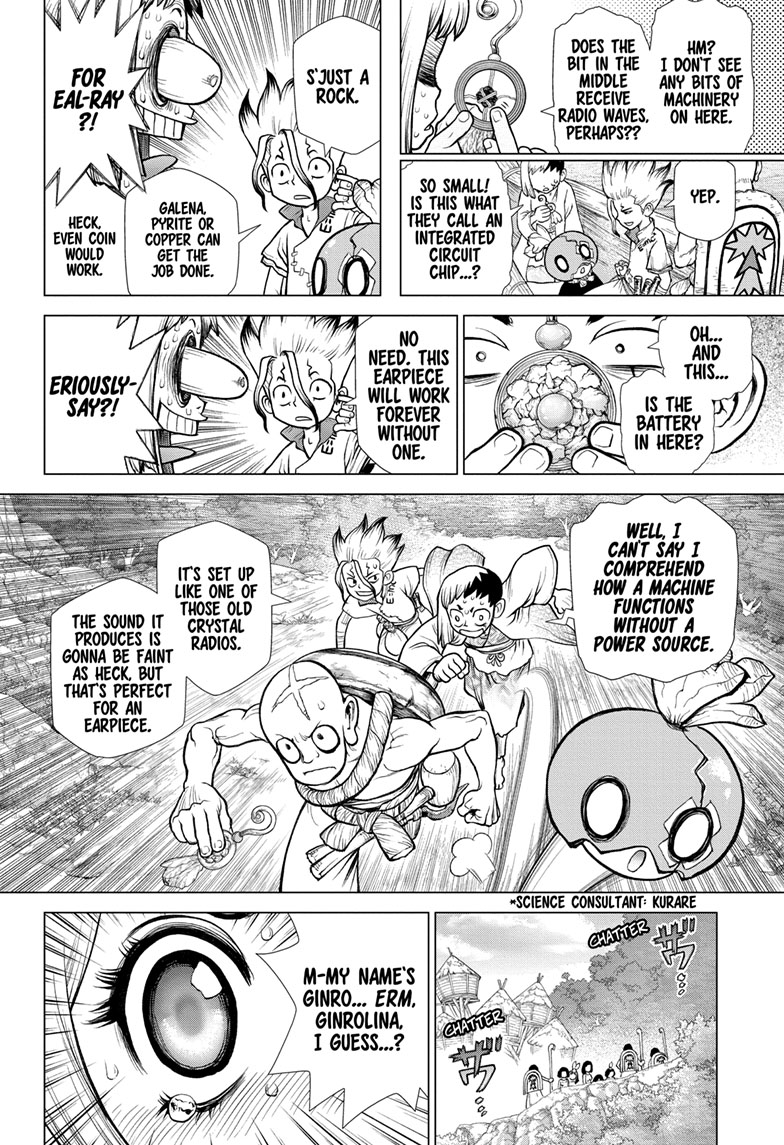 HM?
I DON'T SEE
ANY BITS OF
MACHINERY
ON HERE.
DOES THE
BIT IN THE
MIDDLE
RECEIVE
RADIO WAVES,
PERHAPS??
YEP.
SO SMALL!
IS THIS WHAT
THEY CALL AN
INTEGRATED
CIRCUIT
CHIP...?
S'JUST A
ROCK.
FOR
EAL-RAY
?!
GALENA,
PYRITE OR
COPPER CAN
GET THE
JOB DONE.
HECK,
EVEN COIN
WOULD
WORK.
OH...
AND
THIS...
IS THE
BATTERY
IN HERE?
NO
NEED. THIS
EARPIECE
WILL WORK
FOREVER
WITHOUT
ONE.
ERIOUSLY-
SAY?!
WELL, I
CAN'T SAY I
COMPREHEND
HOW A MACHINE
FUNCTIONS
WITHOUT A
POWER SOURCE.
IT'S SET UP
LIKE ONE OF
THOSE OLD
CRYSTAL
RADIOS.
THE SOUND IT
PRODUCES IS
GONNA BE FAINT
AS HECK, BUT
THAT'S PERFECT
FOR AN
EARPIECE.
*SCIENCE CONSULTANT: KURARE
CHATTER
ザワ
CHATTER
ザワ
M-MY NAME'S
GINRO... ERM,
GINROLINA,
I GUESS...?